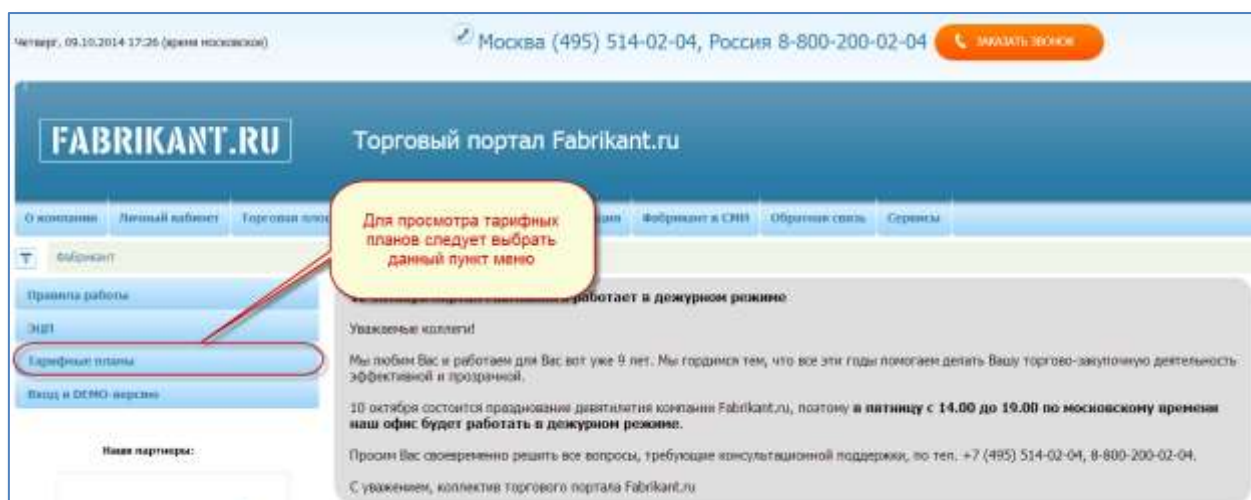 Четверг, 09.10.2014 17:26 (время московское)
Москва (495) 514-02-04, Россия 8-800-200-02-04
ЗАКАЗАТЬ ЗВОНОК
FABRIKANT.RU
Торговый портал Fabrikant.ru
О компании Личный кабинет Торговая Фабрикант в СМИ Обратная связь Сервисы
Для просмотра тарифных
планов следует выбрать
данный пункт меню
Фабрикант
Правила работы
ЭЦП
Тарифные планы
Вход в DEMO-версию
Наши партнеры:
работает в дежурном режиме
Уважаемые коллеги!
Мы любим Вас и работаем для Вас вот уже 9 лет. Мы гордимся тем, что все эти годы помогаем делать Вашу торгово-закупочную деятельность
эффективной и прозрачной.
10 октября состоится празднование девятилетия компании Fabrikant.ru, поэтому в пятницу с 14.00 до 19.00 по московскому времени
наш офис будет работать в дежурном режиме.
Просим Вас своевременно решить все вопросы, требующие консультационной поддержки, по тел. +7 (495) 514-02-04, 8-800-200-02-04.
С уважением, коллектив торгового портала Fabrikant.ru